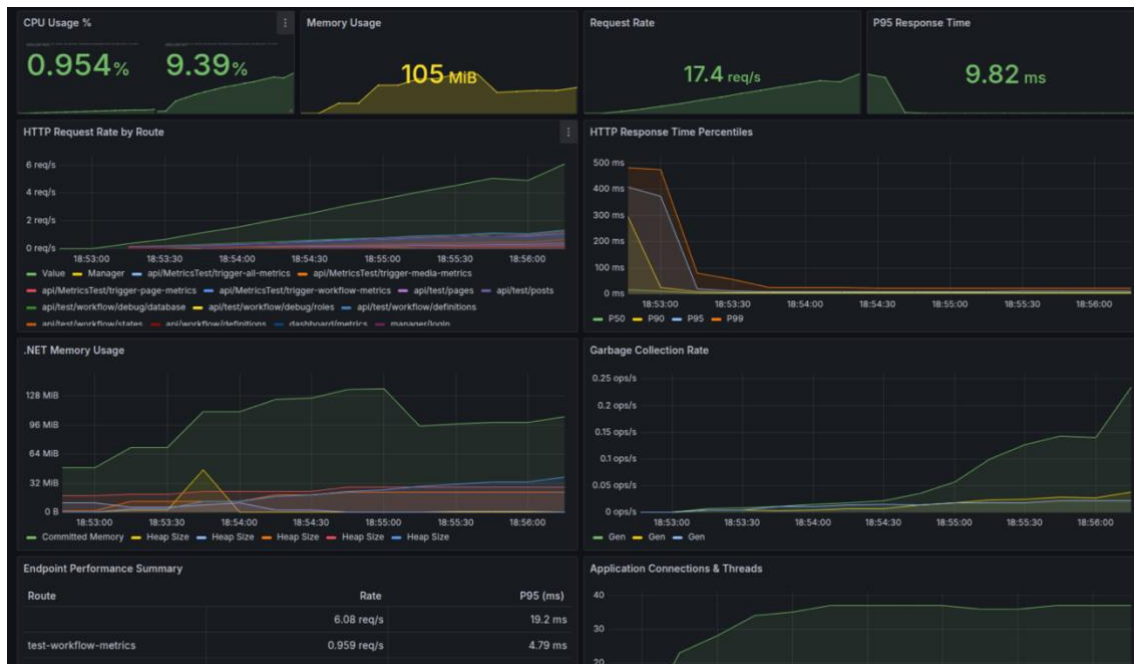 CPU Usage %
Memory Usage
Request Rate
P95 Response Time
0.954%
9.39%
105 MiB
17.4 req/s
9.82 ms
HTTP Request Rate by Route
6 req/s
4 req/s
2 req/s
0 req/s
18:53:00 18:53:30 18:54:00 18:54:30 18:55:00 18:55:30 18:56:00
Value Manager api/MetricsTest/trigger-all-metrics api/MetricsTest/trigger-media-metrics
api/MetricsTest/trigger-page-metrics api/MetricsTest/trigger-workflow-metrics api/test/pages api/test/posts
api/test/workflow/debug/database api/test/workflow/debug/roles api/test/workflow/definitions
api/test/workflow/states api/workflow/definitions dashboard/metrics manager/login
HTTP Response Time Percentiles
500 ms
400 ms
300 ms
200 ms
100 ms
0 ms
18:53:00 18:53:30 18:54:00 18:54:30 18:55:00 18:55:30 18:56:00
P50 P90 P95 P99
.NET Memory Usage
128 MiB
96 MiB
64 MiB
32 MiB
0 B
18:53:00 18:53:30 18:54:00 18:54:30 18:55:00 18:55:30 18:56:00
Committed Memory Heap Size Heap Size Heap Size Heap Size Heap Size
Garbage Collection Rate
0.25 ops/s
0.2 ops/s
0.15 ops/s
0.1 ops/s
0.05 ops/s
0 ops/s
18:53:00 18:53:30 18:54:00 18:54:30 18:55:00 18:55:30 18:56:00
Gen Gen Gen
Endpoint Performance Summary
Route Rate P95 (ms)
6.08 req/s 19.2 ms
test-workflow-metrics 0.959 req/s 4.79 ms
Application Connections & Threads
40
30
20